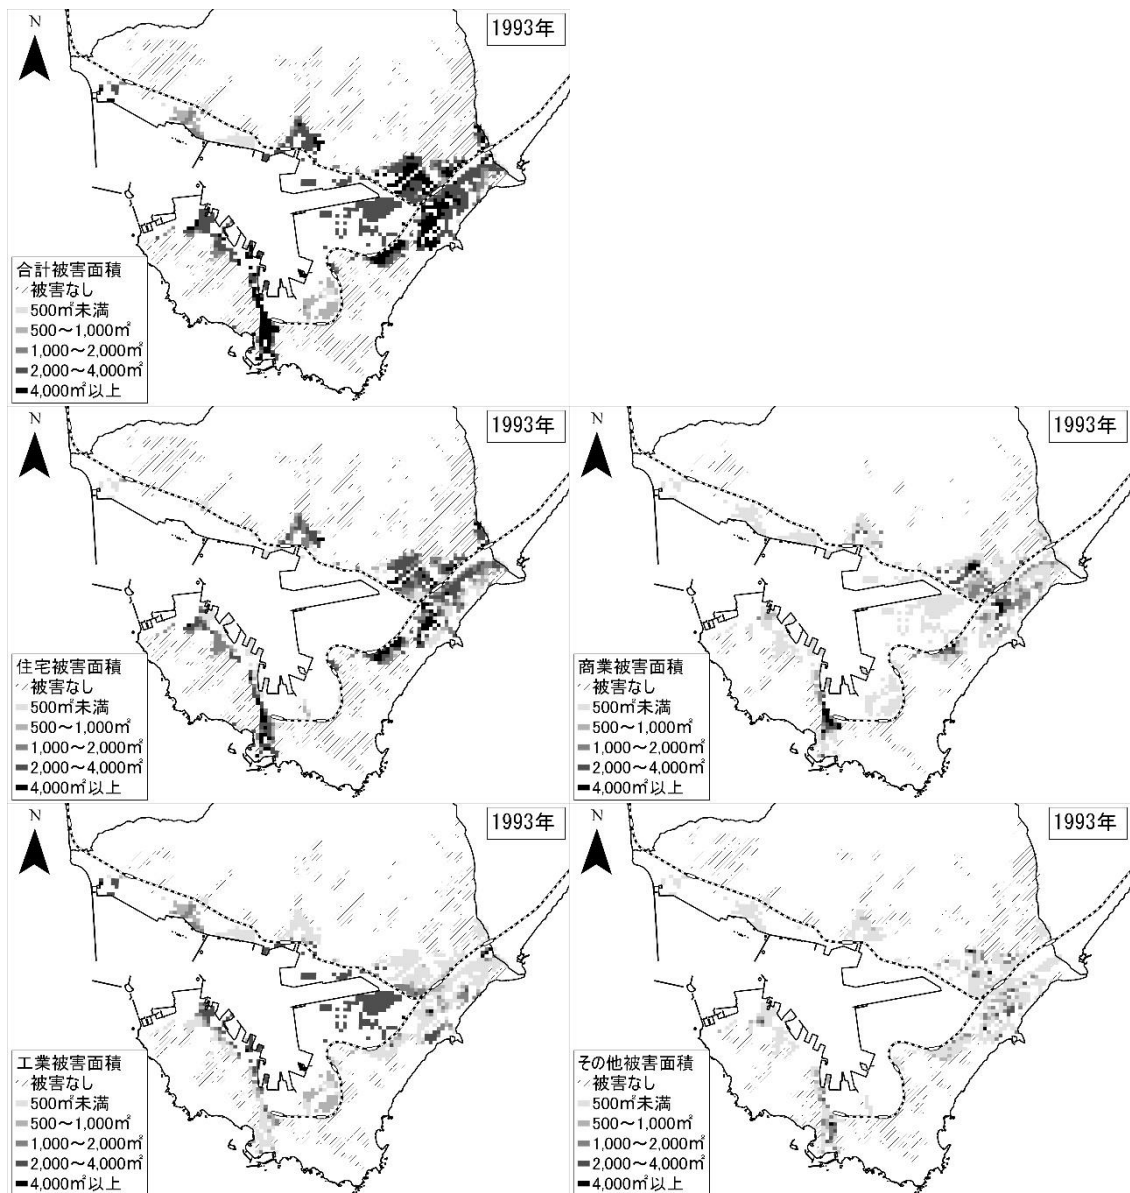 N
1993年
合計被害面積
被害なし
500㎡未満
500～1,000㎡
1,000～2,000㎡
2,000～4,000㎡
4,000㎡以上
N
1993年
住宅被害面積
被害なし
500㎡未満
500～1,000㎡
1,000～2,000㎡
2,000～4,000㎡
4,000㎡以上
N
1993年
商業被害面積
被害なし
500㎡未満
500～1,000㎡
1,000～2,000㎡
2,000～4,000㎡
4,000㎡以上
N
1993年
工業被害面積
被害なし
500㎡未満
500～1,000㎡
1,000～2,000㎡
2,000～4,000㎡
4,000㎡以上
N
1993年
その他被害面積
被害なし
500㎡未満
500～1,000㎡
1,000～2,000㎡
2,000～4,000㎡
4,000㎡以上